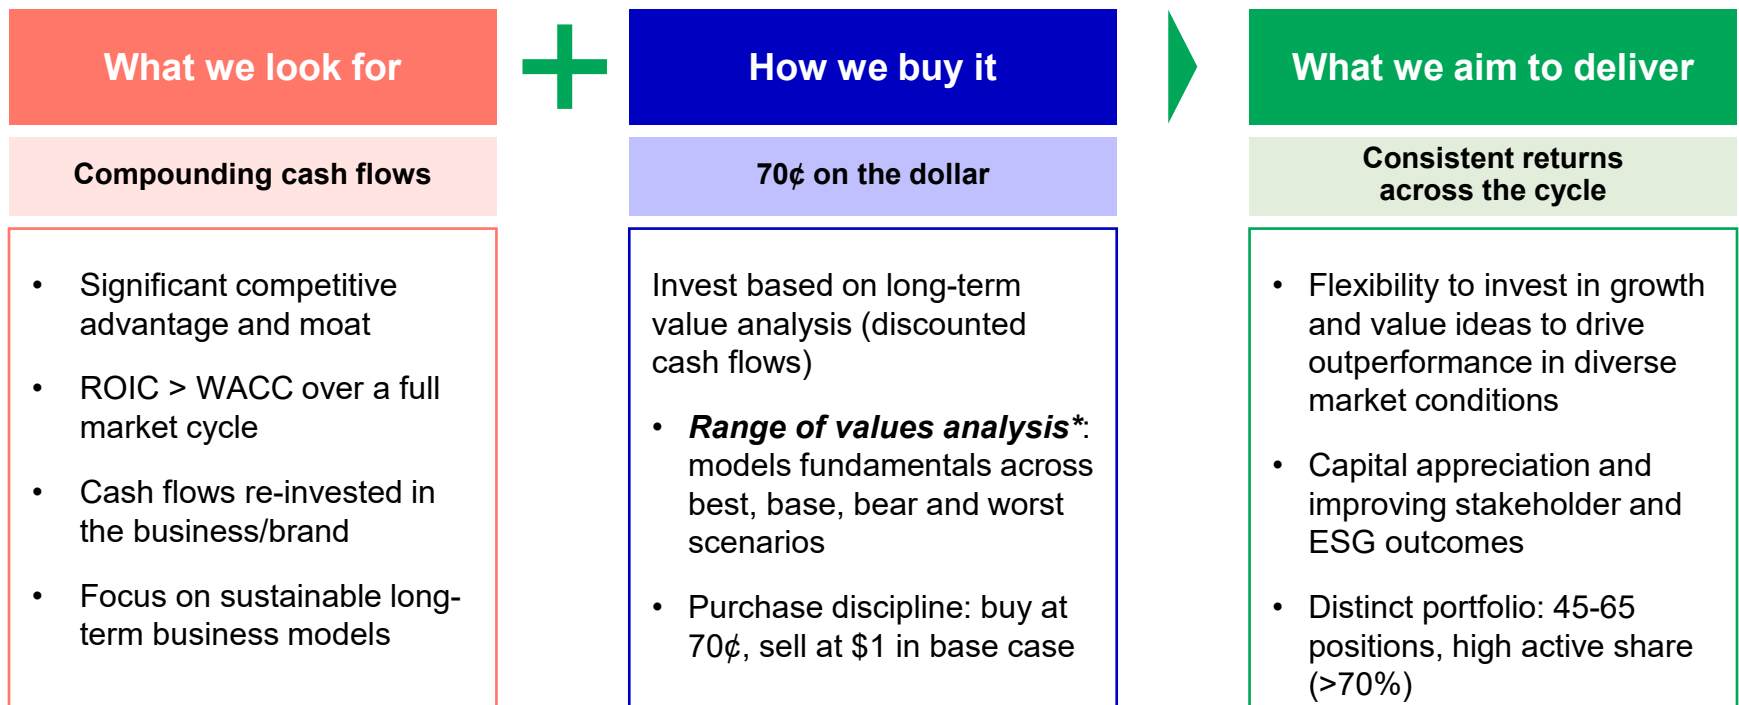 What we look for
Compounding cash flows
• Significant competitive
advantage and moat
• ROIC > WACC over a full
market cycle
• Cash flows re-invested in
the business/brand
• Focus on sustainable long-
term business models
How we buy it
70¢ on the dollar
Invest based on long-term
value analysis (discounted
cash flows)
• Range of values analysis*:
models fundamentals across
best, base, bear and worst
scenarios
• Purchase discipline: buy at
70¢, sell at $1 in base case
What we aim to deliver
Consistent returns
across the cycle
• Flexibility to invest in growth
and value ideas to drive
outperformance in diverse
market conditions
• Capital appreciation and
improving stakeholder and
ESG outcomes
• Distinct portfolio: 45-65
positions, high active share
(>70%)